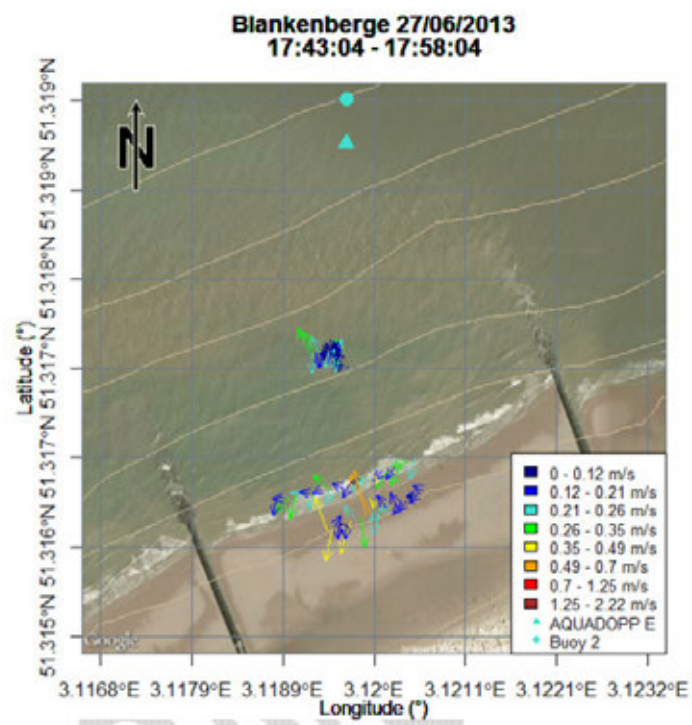 Blankenberge 27/06/2013
17:43:04 - 17:58:04
N
Latitude (°)
51.319°N
51.319°N
51.318°N
51.317°N
51.317°N
51.316°N
51.315°N
0 - 0.12 m/s
0.12 - 0.21 m/s
0.21 - 0.26 m/s
0.26 - 0.35 m/s
0.35 - 0.49 m/s
0.49 - 0.7 m/s
0.7 - 1.25 m/s
1.25 - 2.22 m/s
AQUADOPP E
Buoy 2
Google
3.1168°E 3.1179°E 3.1189°E 3.12°E 3.1211°E 3.1221°E 3.1232°E
Longitude (°)